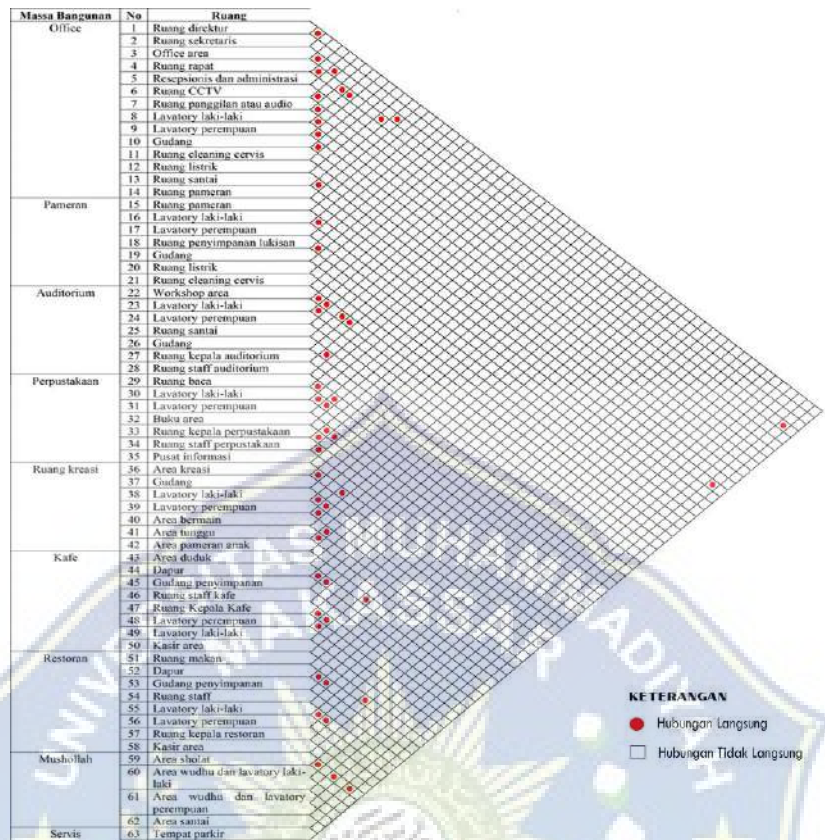 Massa Bangunan No Ruang
Office 1 Ruang direktur
2 Ruang sekretaris
3 Office area
4 Ruang rapat
5 Resepsionis dan administrasi
6 Ruang CCTV
7 Ruang panggilan atau audio
8 Lavatory laki-laki
9 Lavatory perempuan
10 Gudang
11 Ruang cleaning cervis
12 Ruang listrik
13 Ruang santai
14 Ruang pameran
Pameran 15 Ruang pameran
16 Lavatory laki-laki
17 Lavatory perempuan
18 Ruang penyimpanan lukisan
19 Gudang
20 Ruang listrik
21 Ruang cleaning cervis
Auditorium 22 Workshop area
23 Lavatory laki-laki
24 Lavatory perempuan
25 Ruang santai
26 Gudang
27 Ruang kepala auditorium
28 Ruang staff auditorium
Perpustakaan 29 Ruang baca
30 Lavatory laki-laki
31 Lavatory perempuan
32 Buku area
33 Ruang kepala perpustakaan
34 Ruang staff perpustakaan
35 Pusat informasi
Ruang kreasi 36 Area kreasi
37 Gudang
38 Lavatory laki-laki
39 Lavatory perempuan
40 Area bermain
41 Area tunggu
42 Area pameran anak
Kafe 43 Area duduk
44 Dapur
45 Gudang penyimpanan
46 Ruang staff kafe
47 Ruang Kepala Kafe
48 Lavatory perempuan
49 Lavatory laki-laki
50 Kasir area
Restoran 51 Ruang makan
52 Dapur
53 Gudang penyimpanan
54 Ruang staff
55 Lavatory laki-laki
56 Lavatory perempuan
57 Ruang kepala restoran
58 Kasir area
Mushollah 59 Area sholat
60 Area wudhu dan lavatory laki-
laki
61 Area wudhu dan lavatory
perempuan
62 Area santai
Servis 63 Tempat parkir
KETERANGAN
Hubungan Langsung
Hubungan Tidak Langsung
UNIVERSITAS MUHAMMADIYAH
MAKASSAR